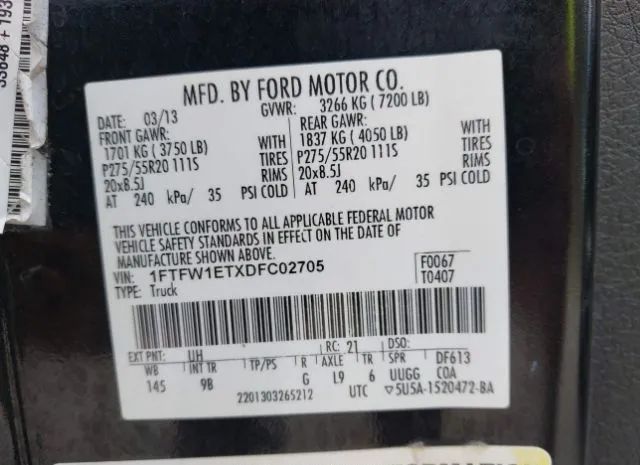 35648 + 193
MFD. BY FORD MOTOR CO.
DATE: 03/13 GVWR: 3266 KG ( 7200 LB)
FRONT GAWR: REAR GAWR:
1701 KG ( 3750 LB) WITH 1837 KG ( 4050 LB) WITH
P275/55R20 111S TIRES P275/55R20 111S TIRES
20x8.5J RIMS 20x8.5J RIMS
AT 240 kPa/ 35 PSI COLD AT 240 kPa/ 35 PSI COLD
THIS VEHICLE CONFORMS TO ALL APPLICABLE FEDERAL MOTOR
VEHICLE SAFETY STANDARDS IN EFFECT ON THE DATE OF
MANUFACTURE SHOWN ABOVE.
VIN: 1FTFW1ETXDFC02705 F0067
TYPE: Truck T0407
EXT PNT: UH RC: 21 DSO:
WB INT TR TP/PS R AXLE TR SPR DF613
145 9B G L9 6 UUGG COA
2201303265212 UTC ▽5U5A-1520472-BA